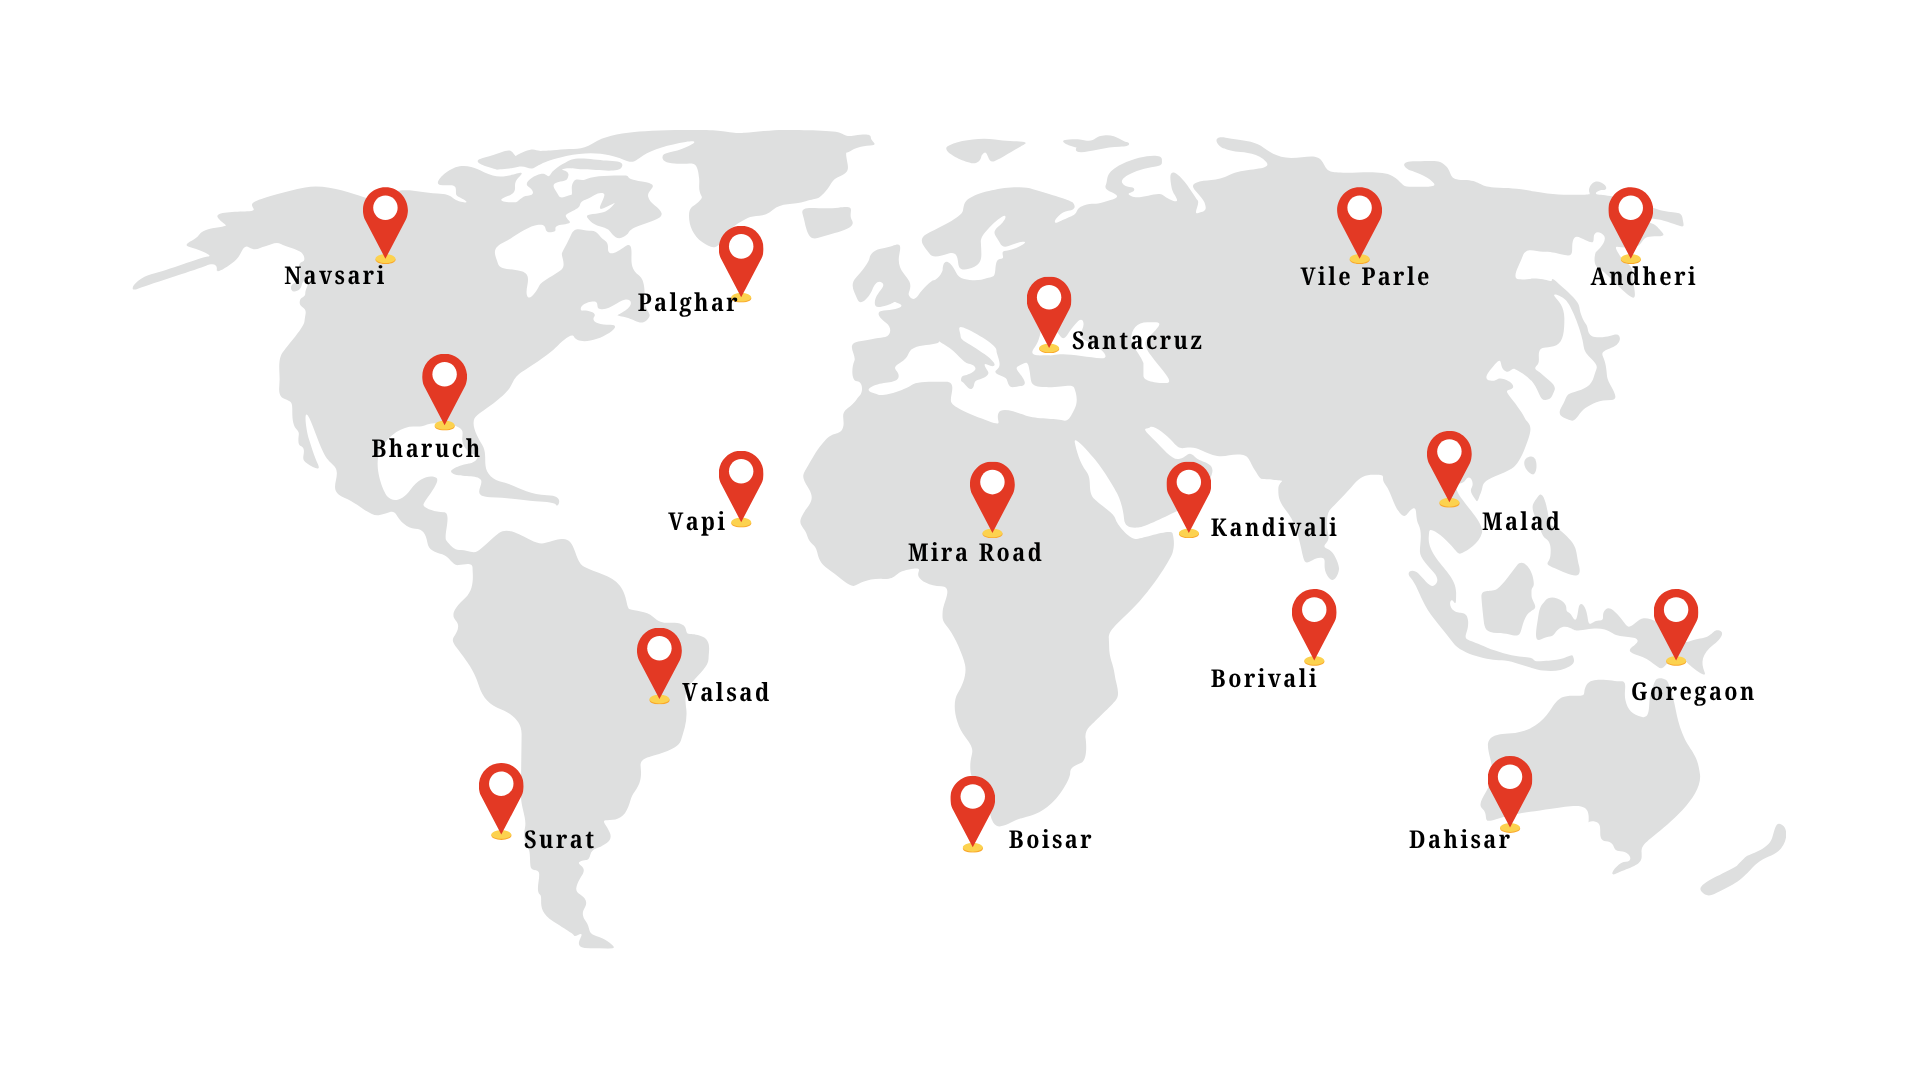 Navsari
Vile Parle
Andheri
Palghar
Santacruz
Bharuch
Vapi
Malad
Kandivali
Mira Road
Borivali
Goregaon
Valsad
Surat
Boisar
Dahisar